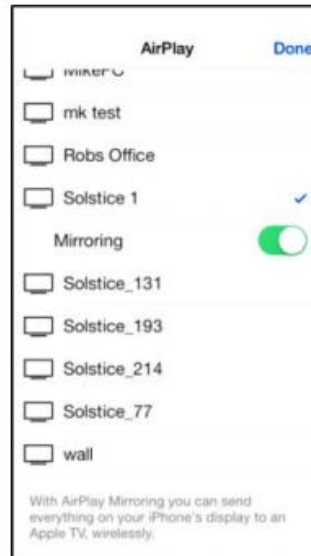 AirPlay Done
MikePC
mk test
Robs Office
Solstice 1
Mirroring
Solstice_131
Solstice_193
Solstice_214
Solstice_77
wall
With AirPlay Mirroring you can send
everything on your iPhone's display to an
Apple TV, wirelessly.